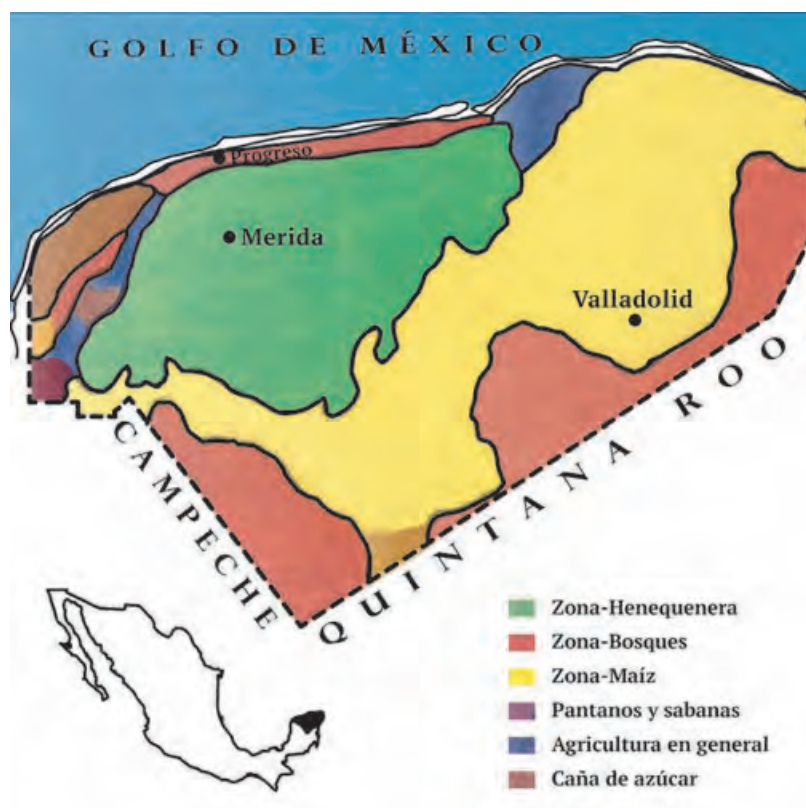 GOLFO DE MÉXICO
Progreso
Merida
Valladolid
CAMPECHE
QUINTANA ROO
Zona-Henequenera
Zona-Bosques
Zona-Maíz
Pantanos y sabanas
Agricultura en general
Caña de azúcar